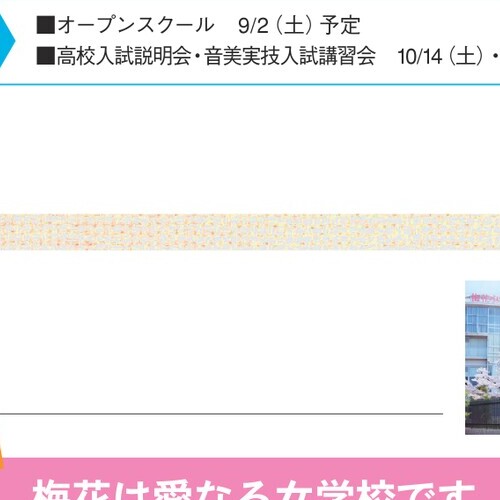 ■オープンスクール　9/2（土）予定
■高校入試説明会・音美実技入試講習会　10/14（土）・
梅花は愛なる女学校です